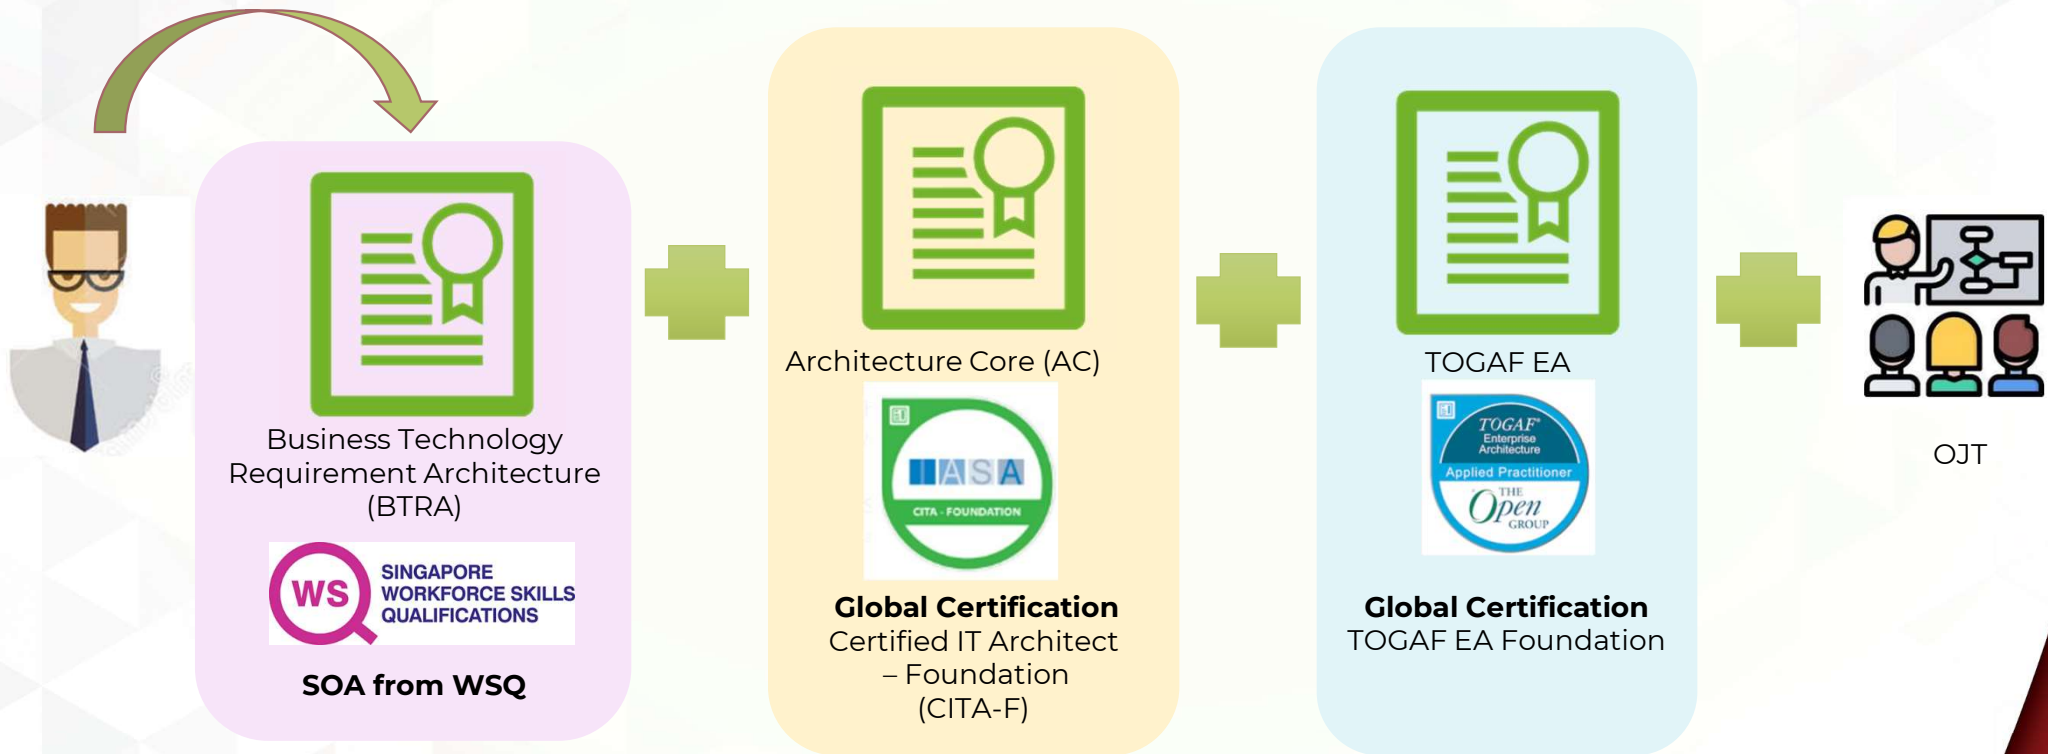 Business Technology
Requirement Architecture
(BTRA)
WS
SINGAPORE
WORKFORCE SKILLS
QUALIFICATIONS
SOA from WSQ
Architecture Core (AC)
IASA
CITA - FOUNDATION
Global Certification
Certified IT Architect
– Foundation
(CITA-F)
TOGAF EA
TOGAF®
Enterprise
Architecture
Applied Practitioner
THE
Open
GROUP
Global Certification
TOGAF EA Foundation
OJT